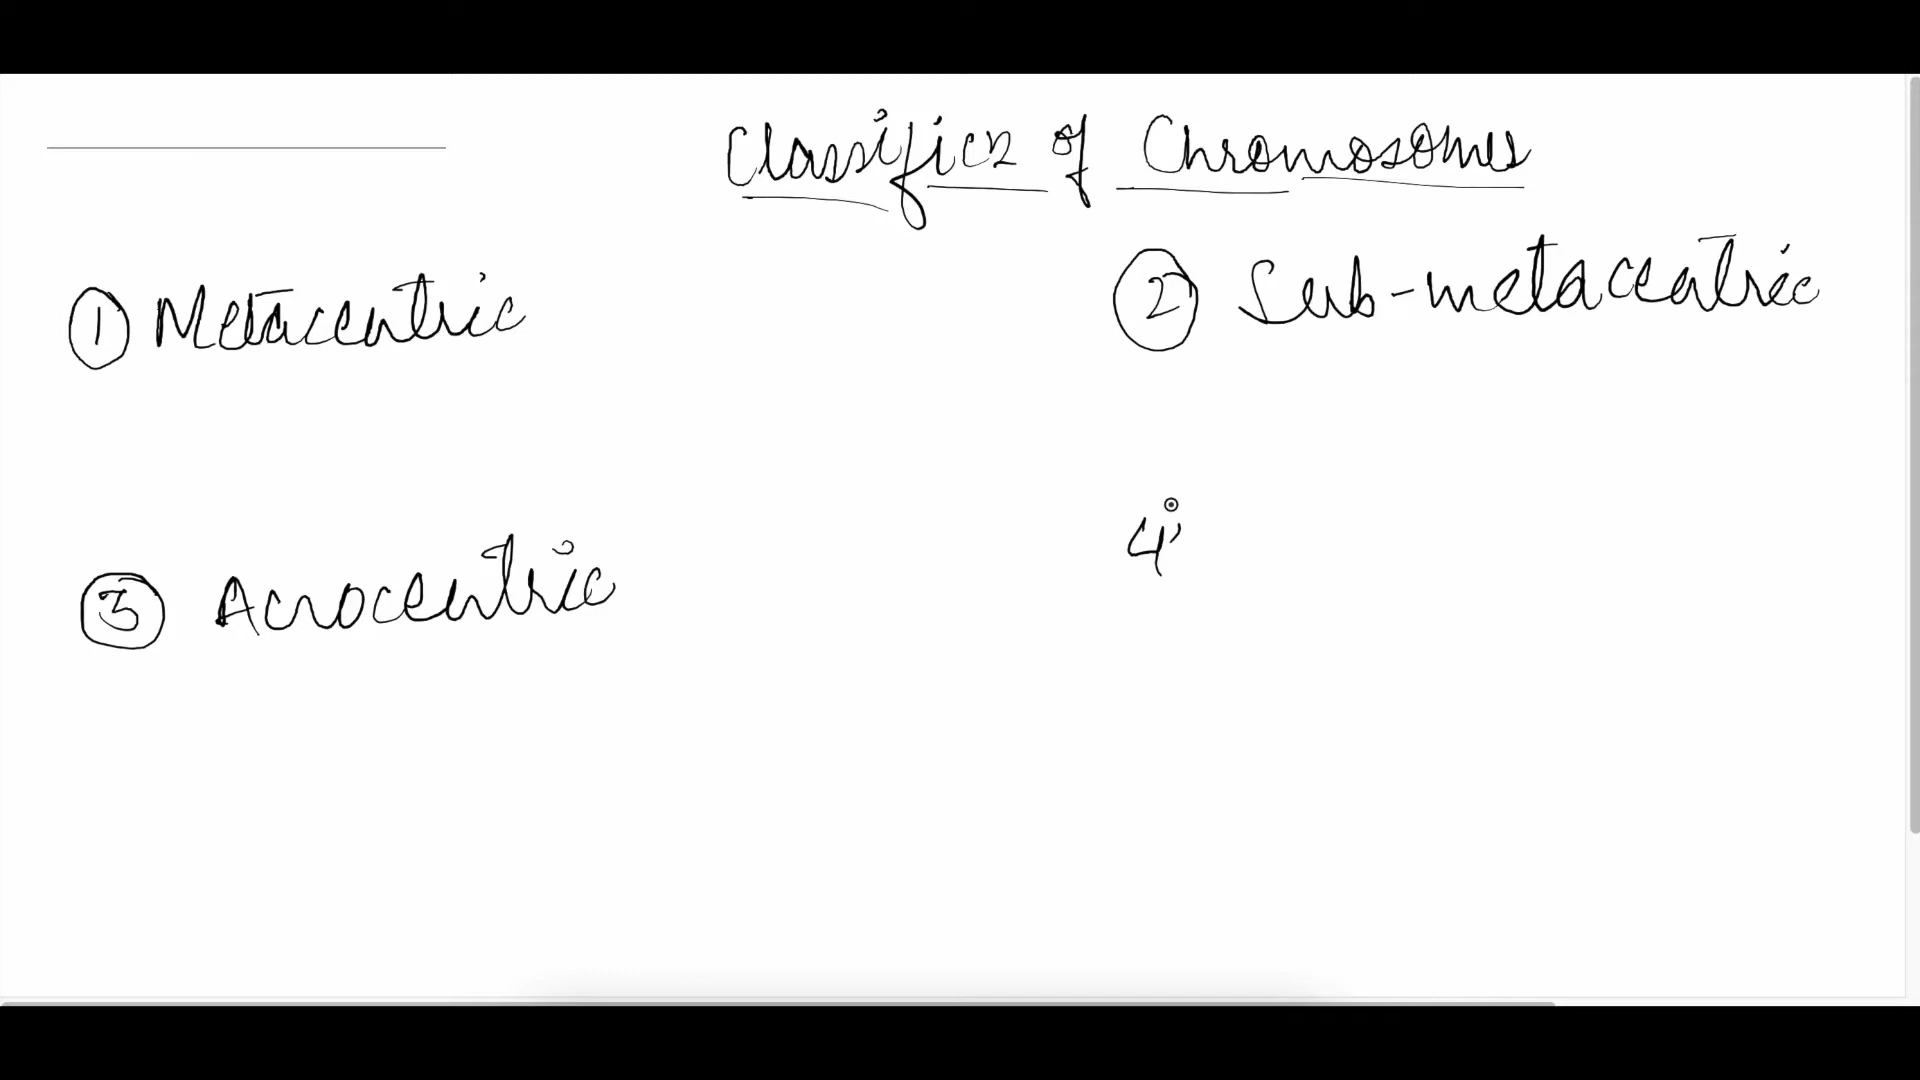 Classificn of Chromosomes
① Metacentric
② Sub-metacentric
③ Acrocentric
4